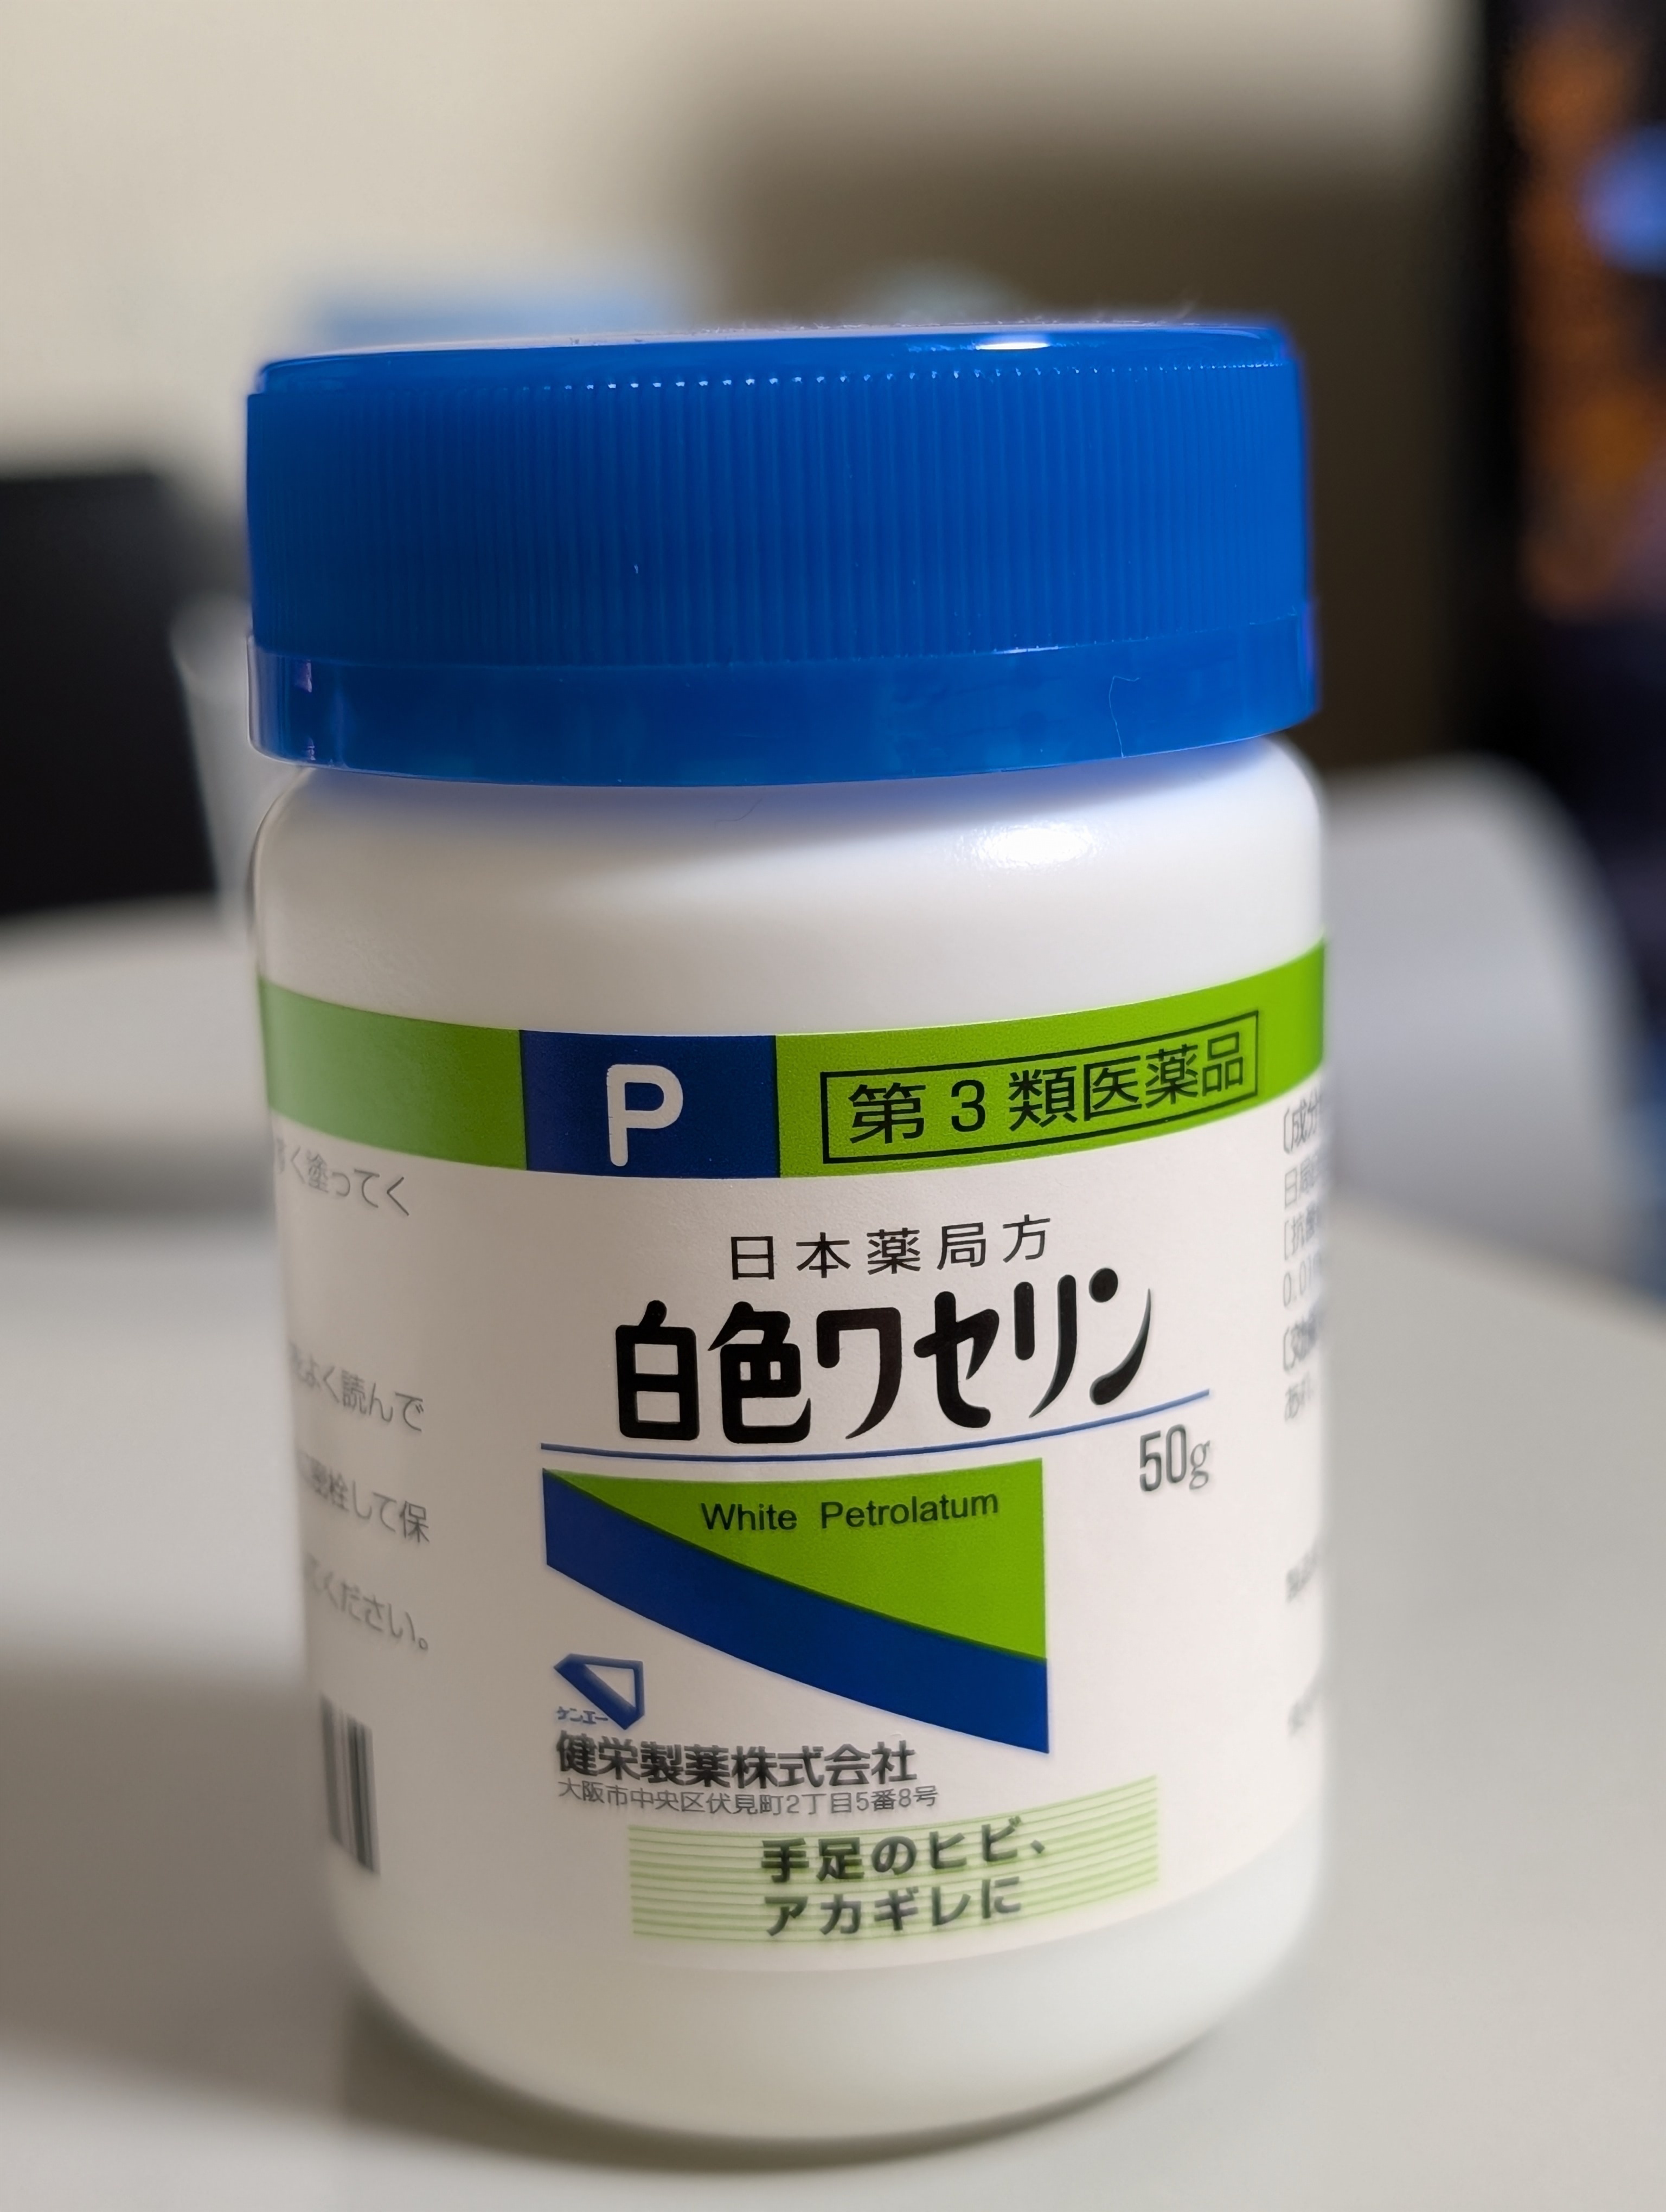 P
第3類医薬品
日本薬局方
白色ワセリン
50g
White Petrolatum
ケンエー
健栄製薬株式会社
大阪市中央区伏見町2丁目5番8号
手足のヒビ、
アカギレに
く塗ってく
よく読んで
栓して保
ください。